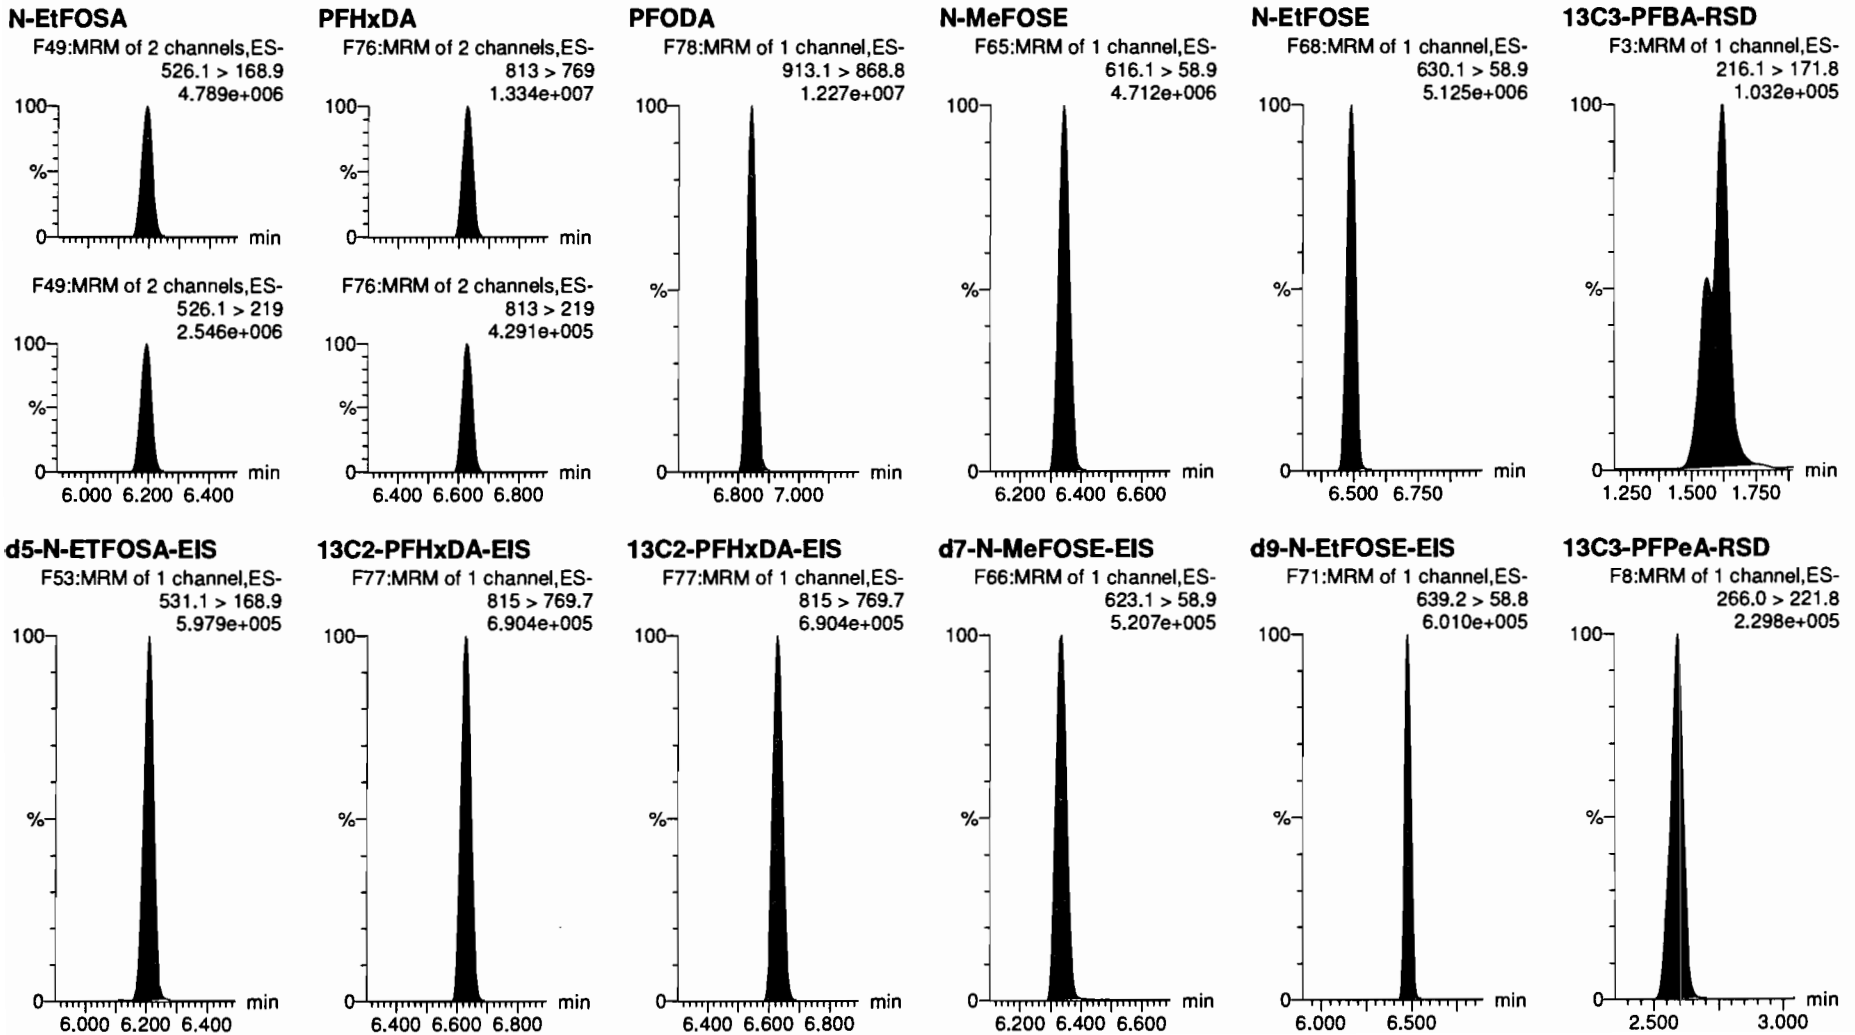 N-EtFOSA
F49:MRM of 2 channels,ES-
526.1 > 168.9
4.789e+006
100
%
0
min
F49:MRM of 2 channels,ES-
526.1 > 219
2.546e+006
100
%
0
min
6.000 6.200 6.400
PFHxDA
F76:MRM of 2 channels,ES-
813 > 769
1.334e+007
100
%
0
min
F76:MRM of 2 channels,ES-
813 > 219
4.291e+005
100
%
0
min
6.400 6.600 6.800
PFODA
F78:MRM of 1 channel,ES-
913.1 > 868.8
1.227e+007
100
%
0
min
6.800 7.000
N-MeFOSE
F65:MRM of 1 channel,ES-
616.1 > 58.9
4.712e+006
100
%
0
min
6.200 6.400 6.600
N-EtFOSE
F68:MRM of 1 channel,ES-
630.1 > 58.9
5.125e+006
100
%
0
min
6.500 6.750
13C3-PFBA-RSD
F3:MRM of 1 channel,ES-
216.1 > 171.8
1.032e+005
100
%
0
min
1.250 1.500 1.750
d5-N-ETFOSA-EIS
F53:MRM of 1 channel,ES-
531.1 > 168.9
5.979e+005
100
%
0
min
6.000 6.200 6.400
13C2-PFHxDA-EIS
F77:MRM of 1 channel,ES-
815 > 769.7
6.904e+005
100
%
0
min
6.400 6.600 6.800
13C2-PFHxDA-EIS
F77:MRM of 1 channel,ES-
815 > 769.7
6.904e+005
100
%
0
min
6.400 6.600 6.800
d7-N-MeFOSE-EIS
F66:MRM of 1 channel,ES-
623.1 > 58.9
5.207e+005
100
%
0
min
6.200 6.400 6.600
d9-N-EtFOSE-EIS
F71:MRM of 1 channel,ES-
639.2 > 58.8
6.010e+005
100
%
0
min
6.000 6.500
13C3-PFPeA-RSD
F8:MRM of 1 channel,ES-
266.0 > 221.8
2.298e+005
100
%
0
min
2.500 3.000